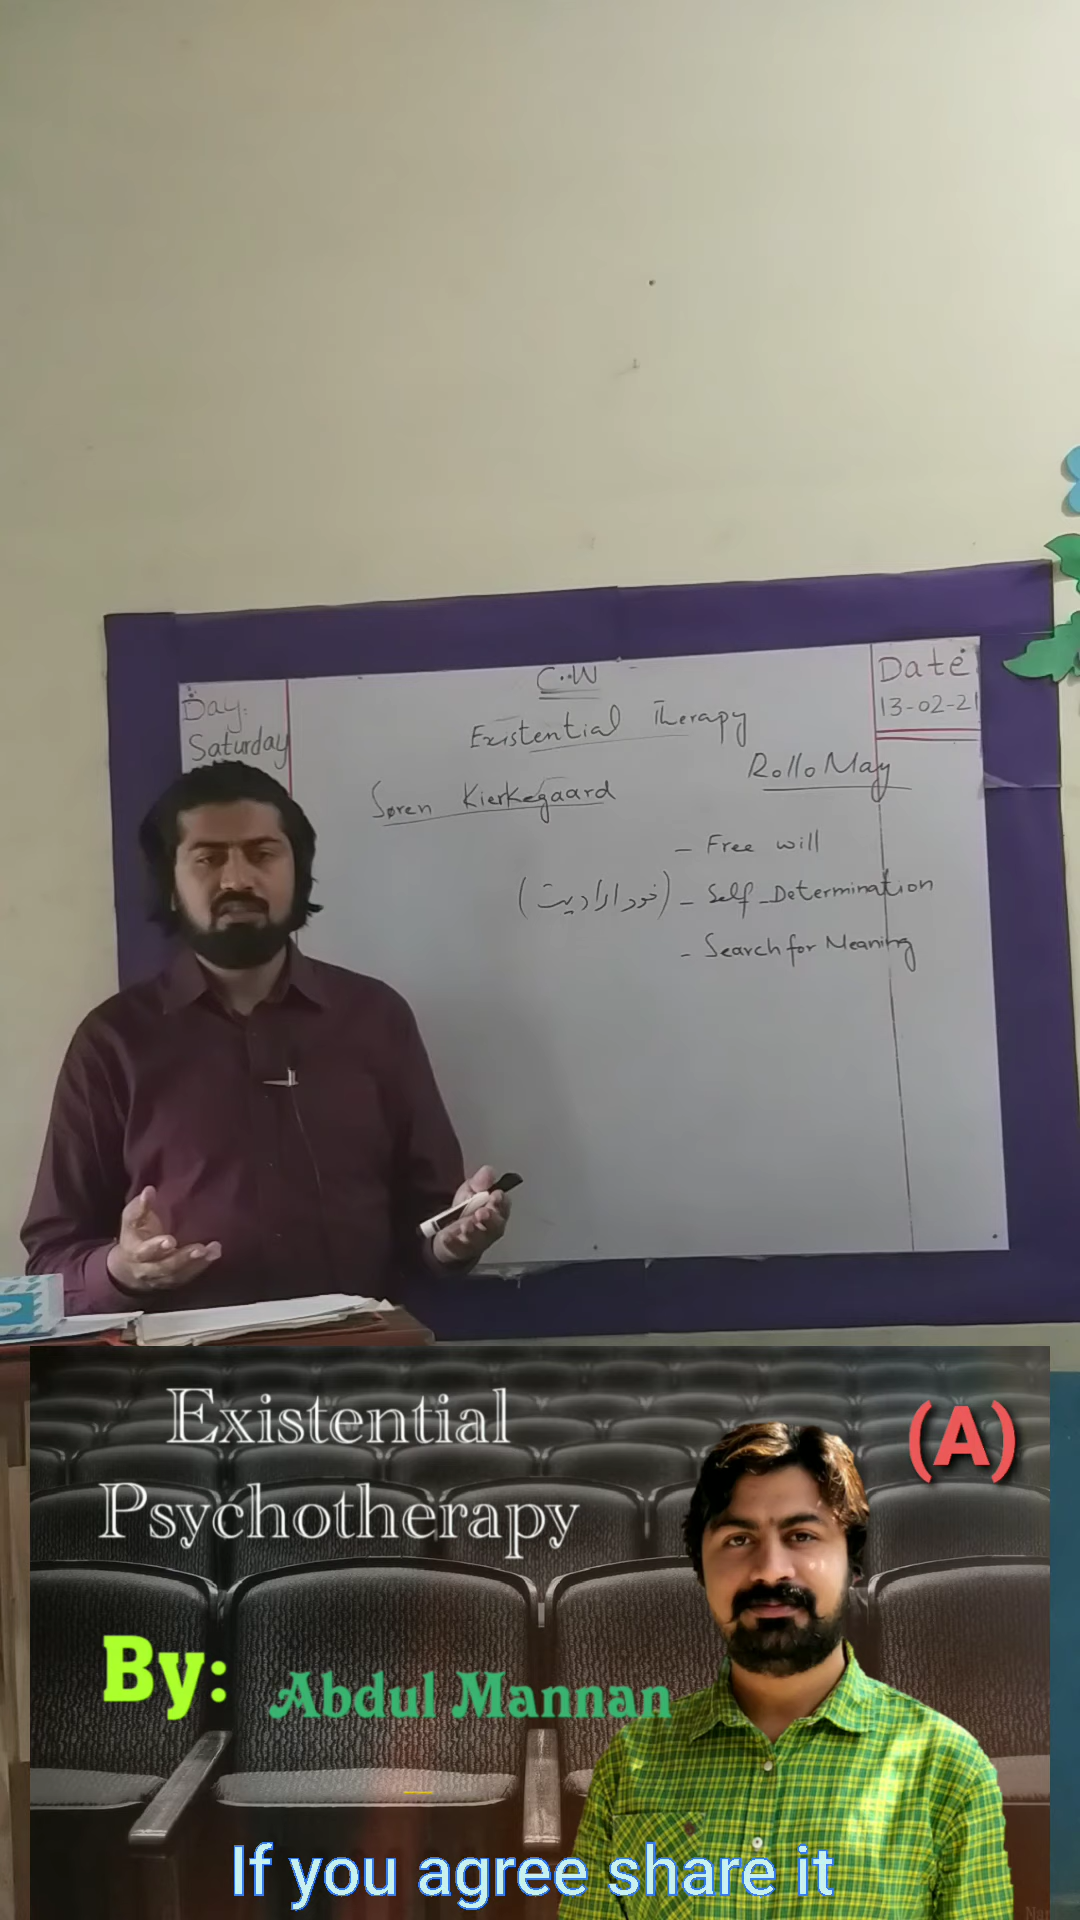 C.W
Day:
Saturday
Date
13-02-21
Existential Therapy
Søren Kierkegaard
Rollo May
- Free will
(خود ارادیت) - Self-Determination
- Search for Meaning
Existential
Psychotherapy
(A)
By: Abdul Mannan
If you agree share it